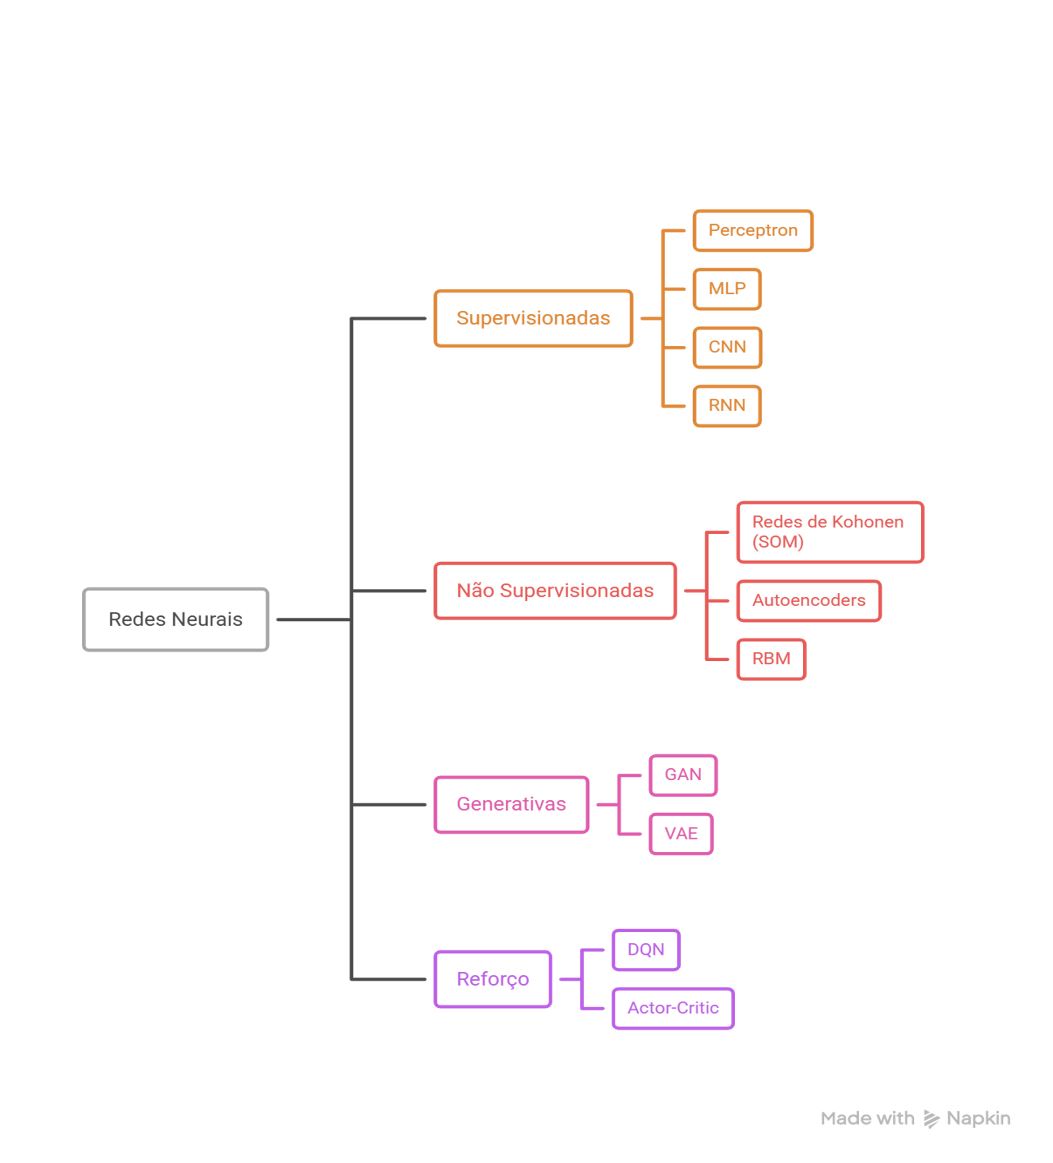 Redes Neurais
Supervisionadas
Perceptron
MLP
CNN
RNN
Não Supervisionadas
Redes de Kohonen
(SOM)
Autoencoders
RBM
Generativas
GAN
VAE
Reforço
DQN
Actor-Critic
Made with Napkin